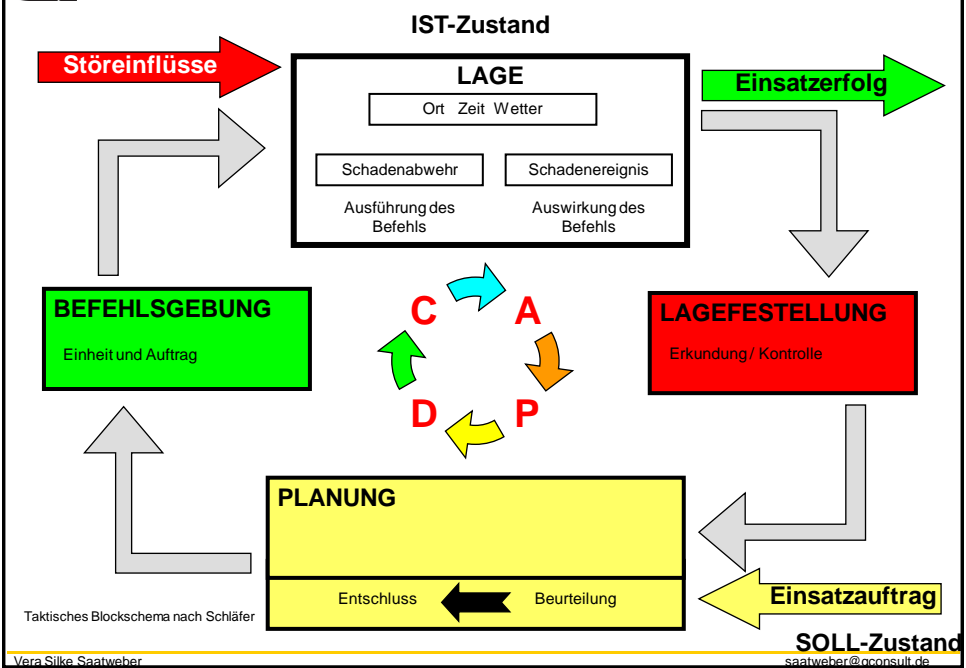 IST-Zustand
Störeinflüsse
LAGE
Ort Zeit Wetter
Einsatzerfolg
Schadenabwehr
Schadenereignis
Ausführung des
Befehls
Auswirkung des
Befehls
BEFEHLSGEBUNG
Einheit und Auftrag
C
A
D
P
LAGEFESTELLUNG
Erkundung / Kontrolle
PLANUNG
Entschluss
Beurteilung
Einsatzauftrag
Taktisches Blockschema nach Schläfer
SOLL-Zustand
Vera Silke Saatweber
saatweber@qconsult.de